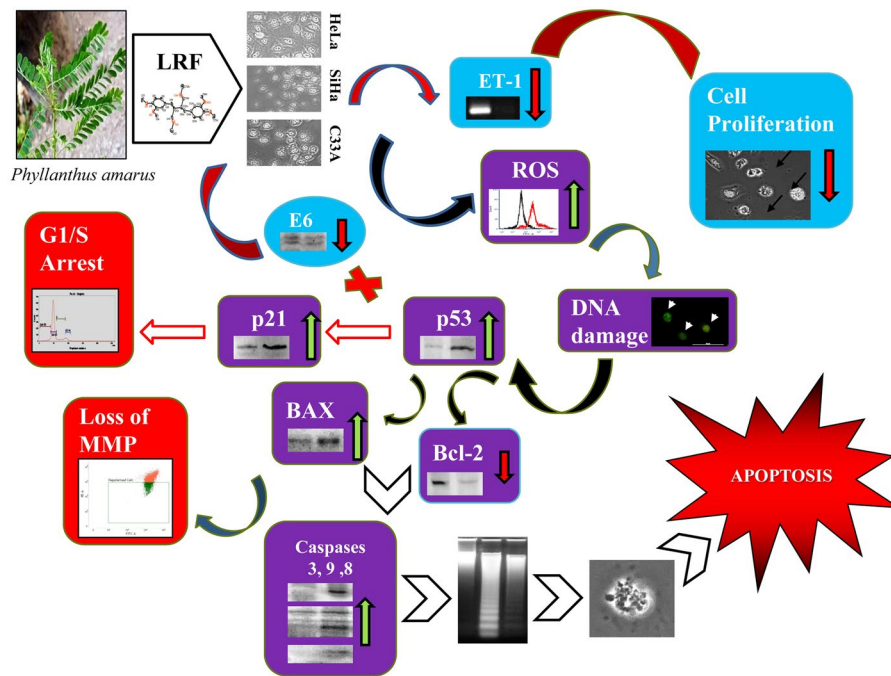 LRF
HeLa
SiHa
C33A
Phyllanthus amarus
ET-1
Cell
Proliferation
ROS
E6
G1/S
Arrest
p21
p53
DNA
damage
Loss of
MMP
BAX
Bcl-2
APOPTOSIS
Caspases
3, 9 ,8